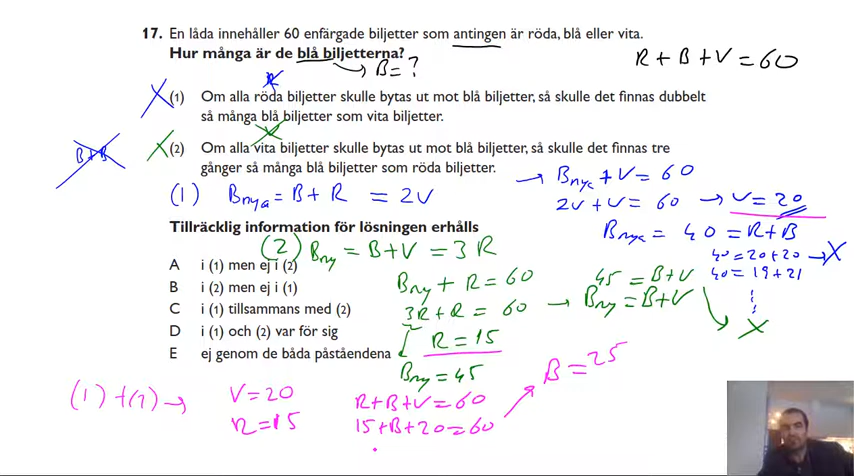 17. En låda innehåller 60 enfärgade biljetter som antingen är röda, blå eller vita.
Hur många är de blå biljetterna?
B = ?
R + B + V = 60
(1) Om alla röda biljetter skulle bytas ut mot blå biljetter, så skulle det finnas dubbelt
så många blå biljetter som vita biljetter.
(2) Om alla vita biljetter skulle bytas ut mot blå biljetter, så skulle det finnas tre
gånger så många blå biljetter som röda biljetter.
(1) Bnya = B + R = 2V
Bnya + V = 60
2V + V = 60 → V = 20
Bnya = 40 = R + B
40 = 20 + 20 → X
40 = 19 + 21
Tillräcklig information för lösningen erhålls
(2) Bny = B + V = 3R
A i (1) men ej i (2)
B i (2) men ej i (1)
C i (1) tillsammans med (2)
D i (1) och (2) var för sig
E ej genom de båda påståendena
Bny + R = 60
3R + R = 60
R = 15
Bny = 45
→ 45 = B + V
Bny = B + V
X
(1) + (2) →
V = 20
R = 15
R + B + V = 60
15 + B + 20 = 60
B = 25